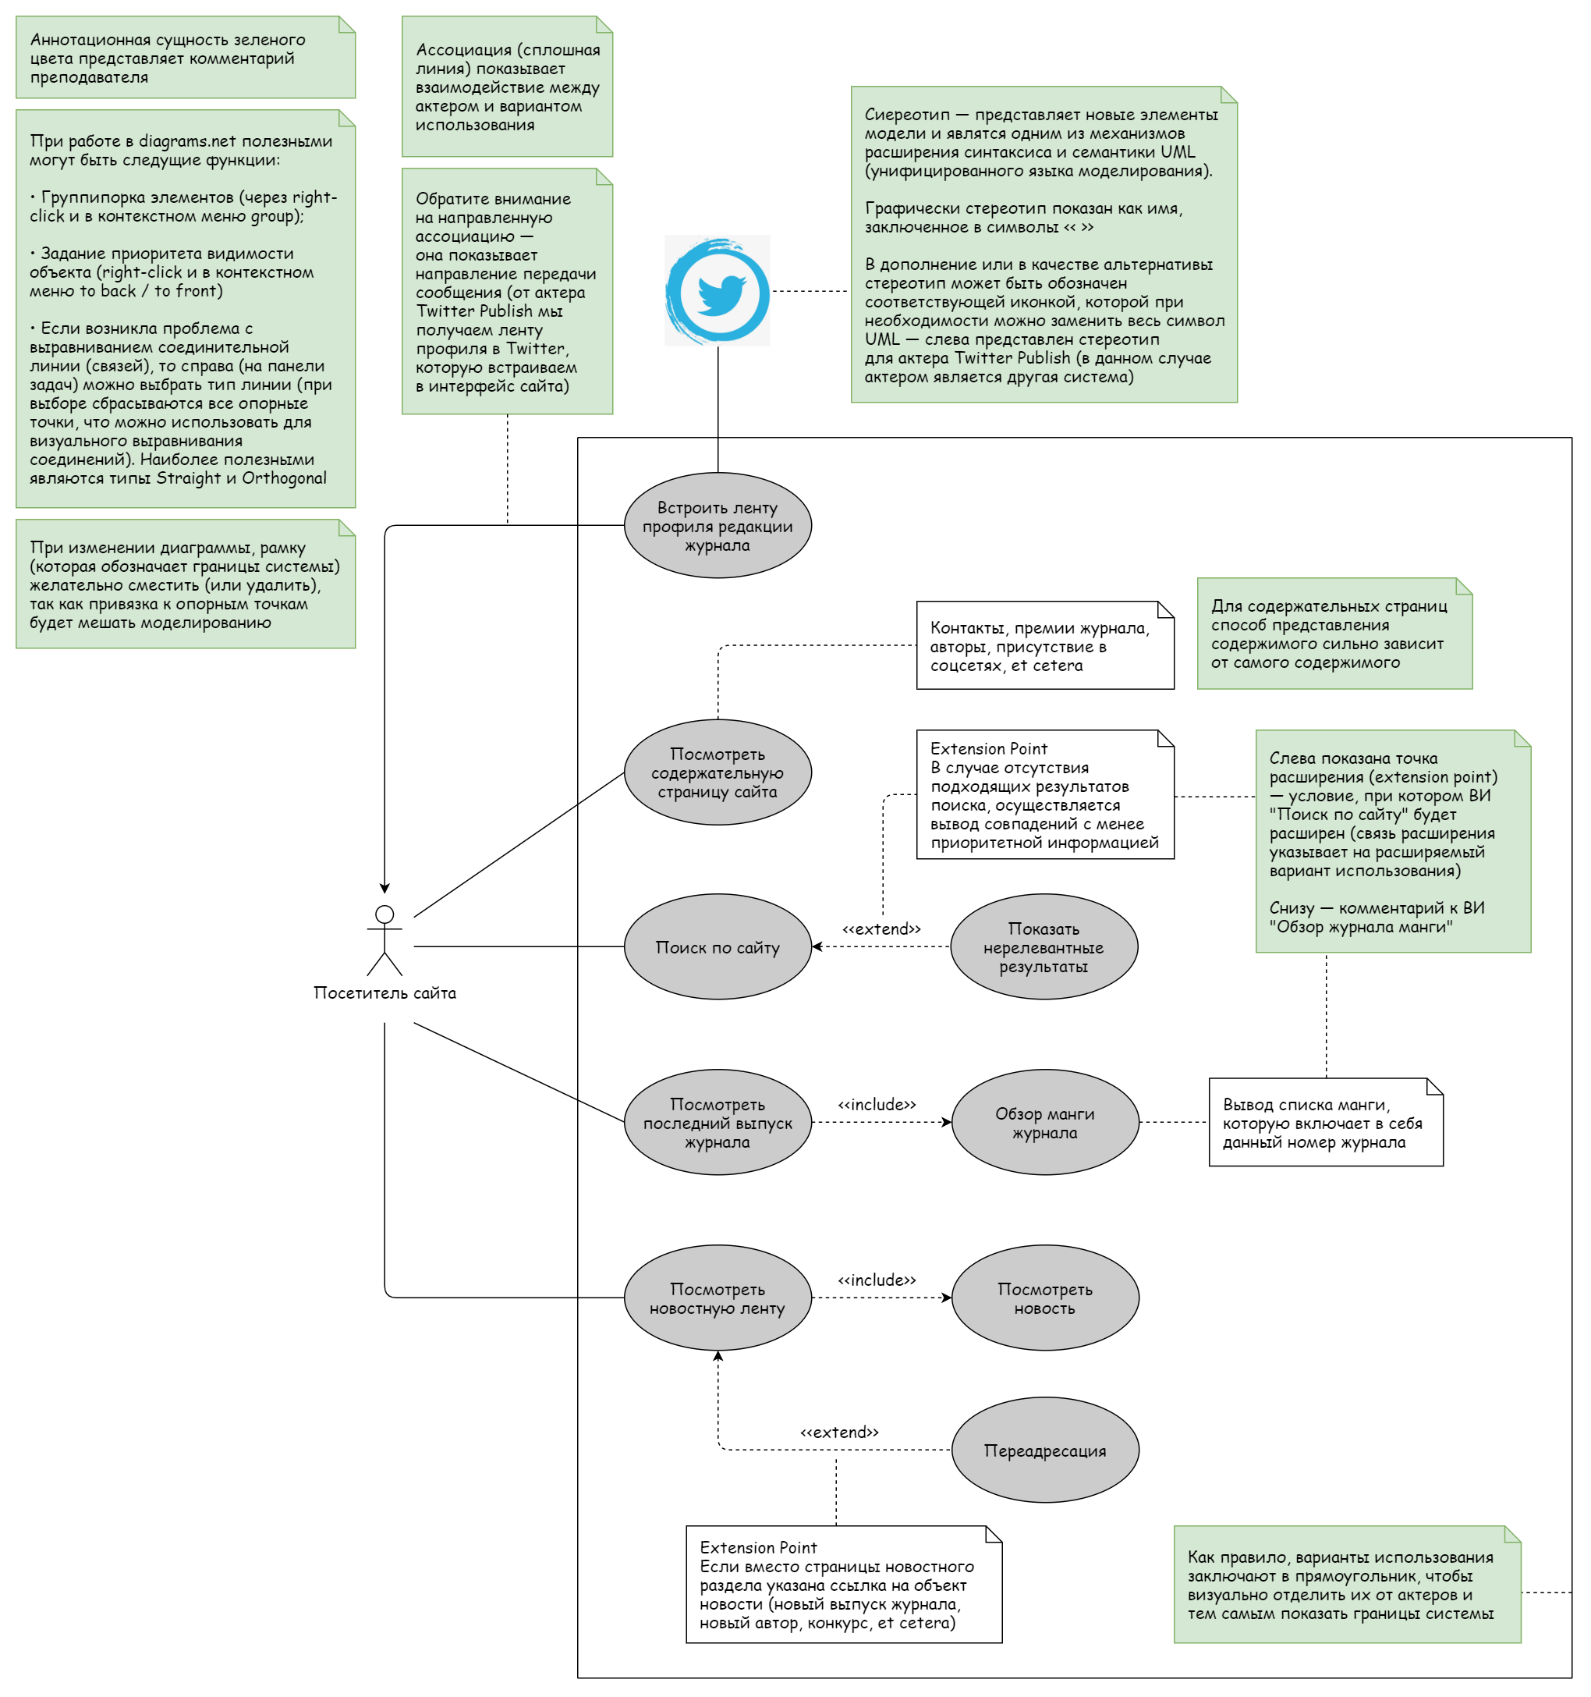 Аннотационная сущность зеленого
цвета представляет комментарий
преподавателя
При работе в diagrams.net полезными
могут быть следущие функции:
• Группипорка элементов (через right-
click и в контекстном меню group);
• Задание приоритета видимости
объекта (right-click и в контекстном
меню to back / to front)
• Если возникла проблема с
выравниванием соединительной
линии (связей), то справа (на панели
задач) можно выбрать тип линии (при
выборе сбрасываются все опорные
точки, что можно использовать для
визуального выравнивания
соединений). Наиболее полезными
являются типы Straight и Orthogonal
При изменении диаграммы, рамку
(которая обозначает границы системы)
желательно сместить (или удалить),
так как привязка к опорным точкам
будет мешать моделированию
Ассоциация (сплошная
линия) показывает
взаимодействие между
актером и вариантом
использования
Обратите внимание
на направленную
ассоциацию —
она показывает
направление передачи
сообщения (от актера
Twitter Publish мы
получаем ленту
профиля в Twitter,
которую встраиваем
в интерфейс сайта)
Сиереотип — представляет новые элементы
модели и являтся одним из механизмов
расширения синтаксиса и семантики UML
(унифицированного языка моделирования).
Графически стереотип показан как имя,
заключенное в символы << >>
В дополнение или в качестве альтернативы
стереотип может быть обозначен
соответствующей иконкой, которой при
необходимости можно заменить весь символ
UML — слева представлен стереотип
для актера Twitter Publish (в данном случае
актером является другая система)
Встроить ленту
профиля редакции
журнала
Контакты, премии журнала,
авторы, присутствие в
соцсетях, et cetera
Для содержательных страниц
способ представления
содержимого сильно зависит
от самого содержимого
Посмотреть
содержательную
страницу сайта
Extension Point
В случае отсутствия
подходящих результатов
поиска, осуществляется
вывод совпадений с менее
приоритетной информацией
Слева показана точка
расширения (extension point)
— условие, при котором ВИ
"Поиск по сайту" будет
расширен (связь расширения
указывает на расширяемый
вариант использования)
Снизу — комментарий к ВИ
"Обзор журнала манги"
Посетитель сайта
Поиск по сайту
<<extend>>
Показать
нерелевантные
результаты
Посмотреть
последний выпуск
журнала
<<include>>
Обзор манги
журнала
Вывод списка манги,
которую включает в себя
данный номер журнала
Посмотреть
новостную ленту
<<include>>
Посмотреть
новость
<<extend>>
Переадресация
Extension Point
Если вместо страницы новостного
раздела указана ссылка на объект
новости (новый выпуск журнала,
новый автор, конкурс, et cetera)
Как правило, варианты использования
заключают в прямоугольник, чтобы
визуально отделить их от актеров и
тем самым показать границы системы